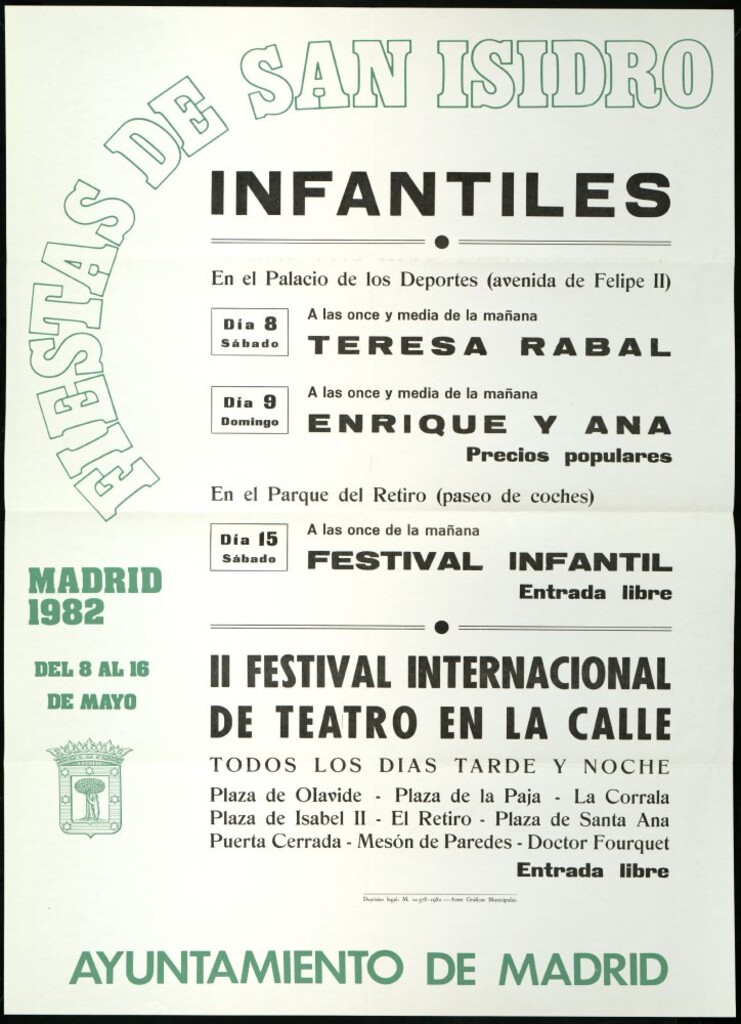 FIESTAS DE SAN ISIDRO
INFANTILES
En el Palacio de los Deportes (avenida de Felipe II)
Día 8
Sábado
A las once y media de la mañana
TERESA RABAL
Día 9
Domingo
A las once y media de la mañana
ENRIQUE Y ANA
Precios populares
En el Parque del Retiro (paseo de coches)
Día 15
Sábado
A las once de la mañana
FESTIVAL INFANTIL
Entrada libre
MADRID
1982
DEL 8 AL 16
DE MAYO
II FESTIVAL INTERNACIONAL
DE TEATRO EN LA CALLE
TODOS LOS DIAS TARDE Y NOCHE
Plaza de Olavide - Plaza de la Paja - La Corrala
Plaza de Isabel II - El Retiro - Plaza de Santa Ana
Puerta Cerrada - Mesón de Paredes - Doctor Fourquet
Entrada libre
Depósito legal: M. — Artes Gráficas Municipales.
AYUNTAMIENTO DE MADRID